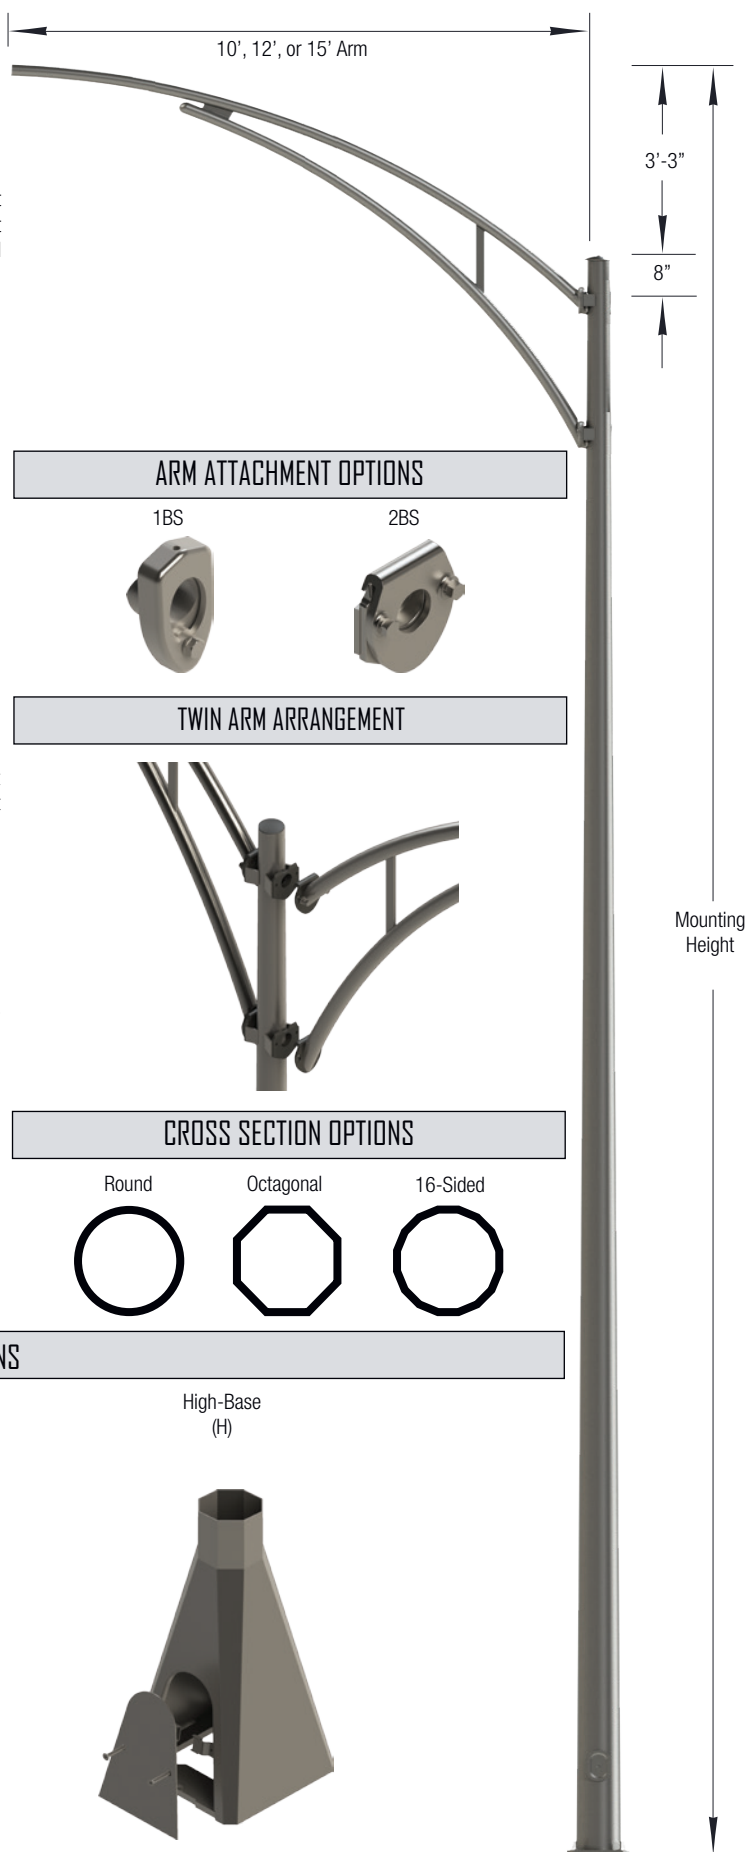 10’, 12’, or 15’ Arm
3’-3”
8”
ARM ATTACHMENT OPTIONS
1BS
2BS
TWIN ARM ARRANGEMENT
Mounting
Height
CROSS SECTION OPTIONS
Round
Octagonal
16-Sided
High-Base
(H)